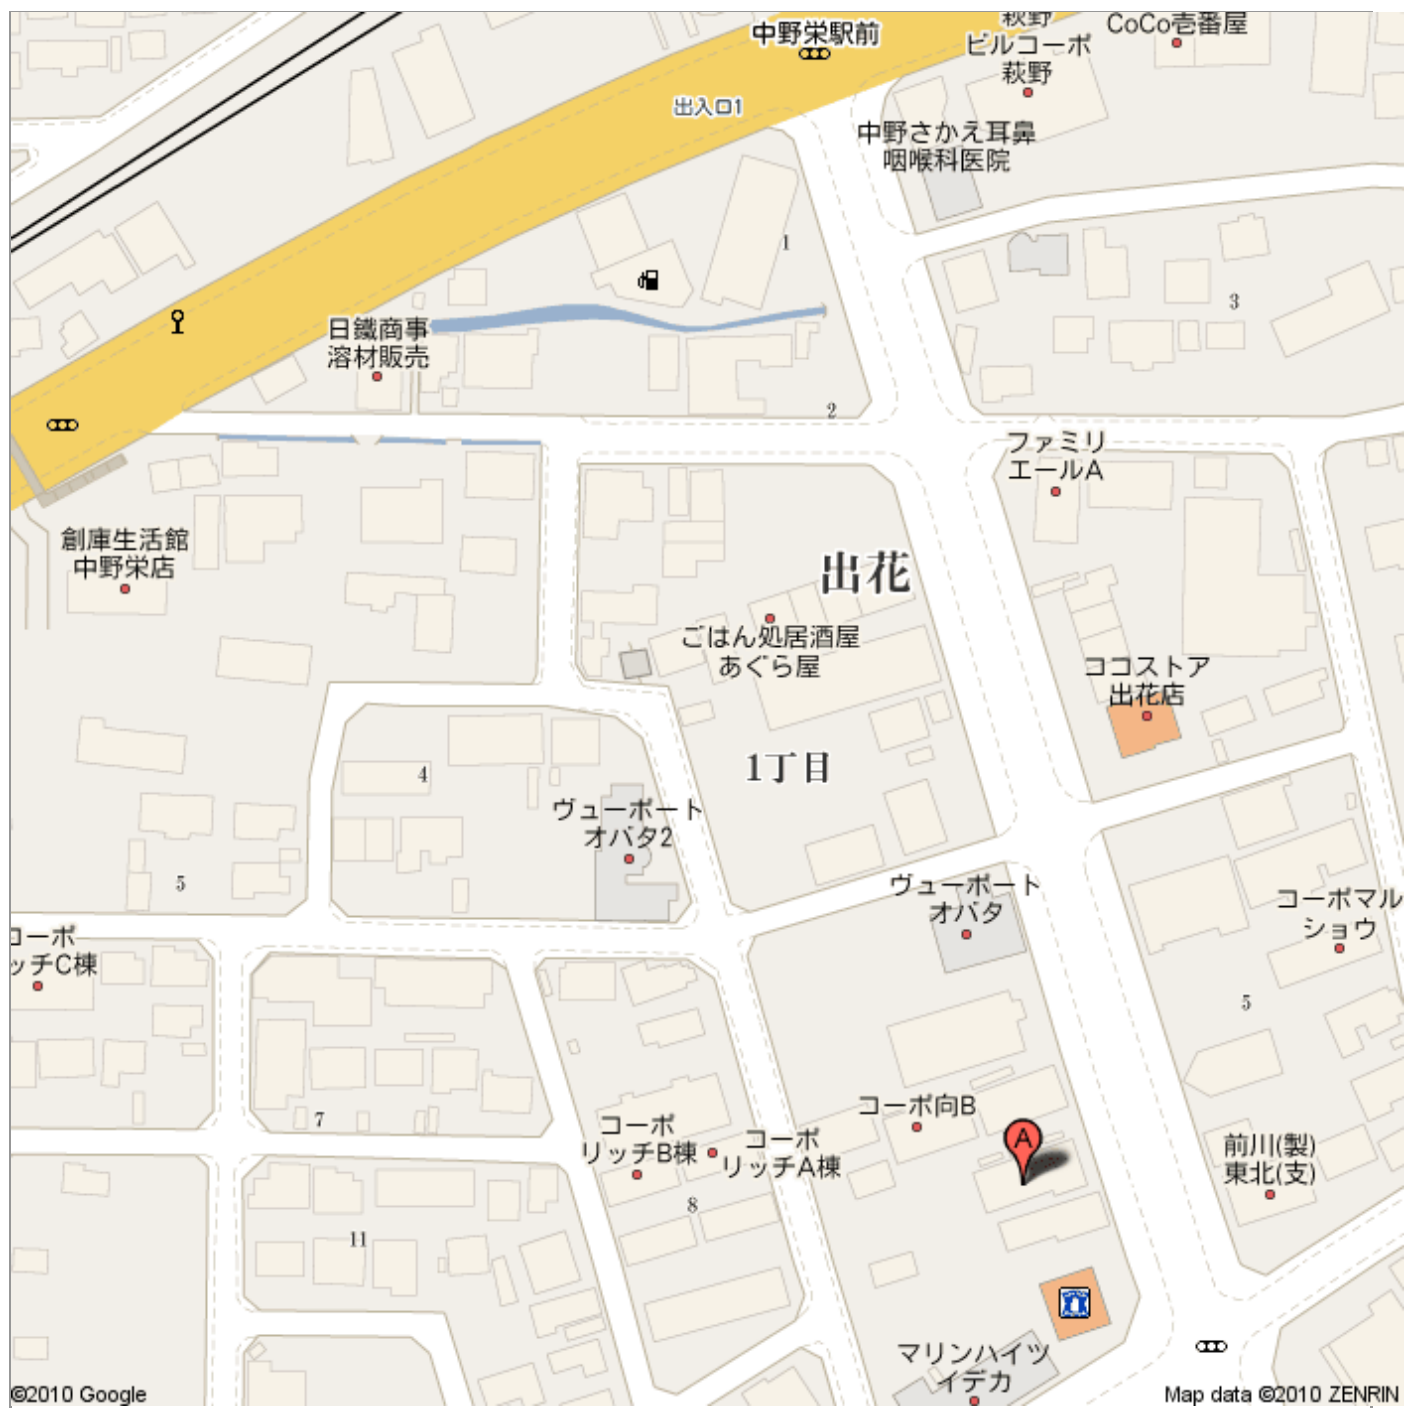 中野栄駅前
萩野
ビルコーポ
萩野
CoCo壱番屋
出入口1
中野さかえ耳鼻
咽喉科医院
1
3
日鐵商事
溶材販売
2
ファミリ
エールA
創庫生活館
中野栄店
出花
ごはん処居酒屋
あぐら屋
ココストア
出花店
1丁目
4
ヴューポート
オバタ2
5
ヴューポート
オバタ
コーポマル
ショウ
コーポ
ッチC棟
5
7
コーポ向B
コーポ
リッチB棟
コーポ
リッチA棟
A
前川(製)
東北(支)
8
11
マリンハイツ
イデカ
©2010 Google
Map data ©2010 ZENRIN